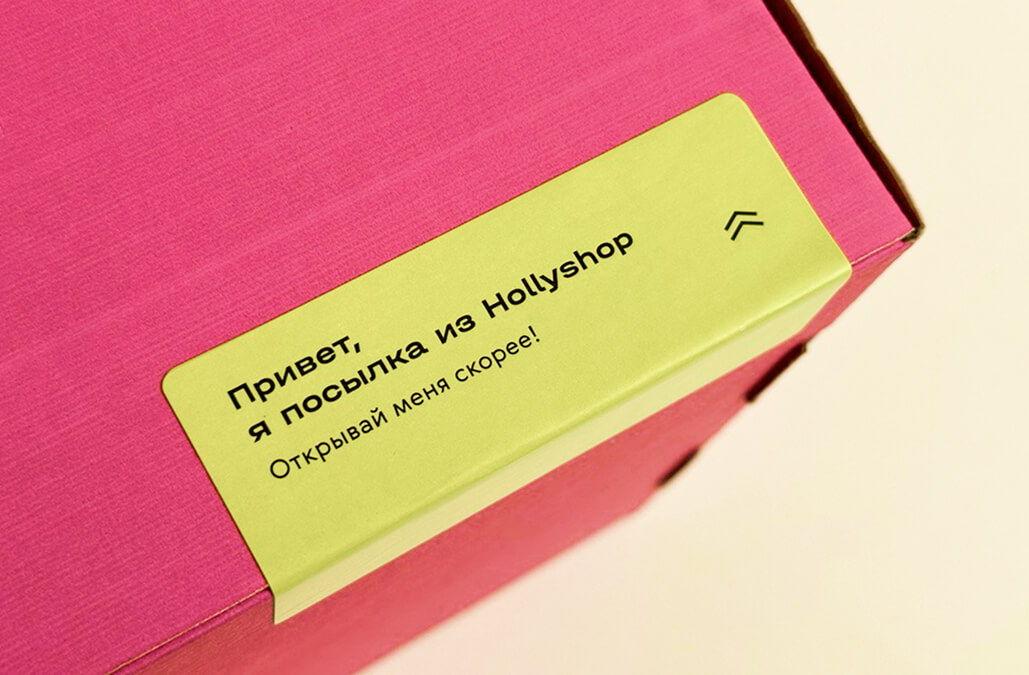 Привет,
я посылка из Hollyshop
Открывай меня скорее!